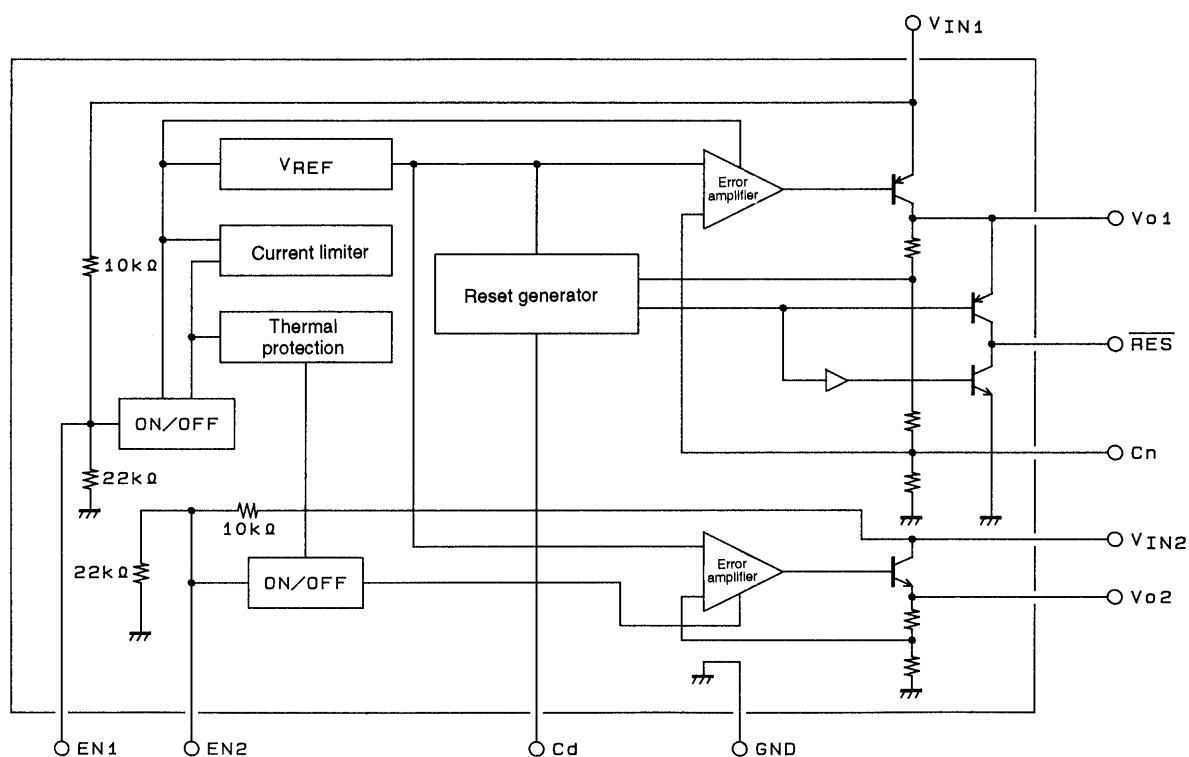 VIN1
VREF
Error
amplifier
Vo1
10kΩ
Current limiter
Reset generator
Thermal
protection
RES
ON/OFF
Cn
22kΩ
10kΩ
VIN2
22kΩ
ON/OFF
Error
amplifier
Vo2
EN1
EN2
Cd
GND